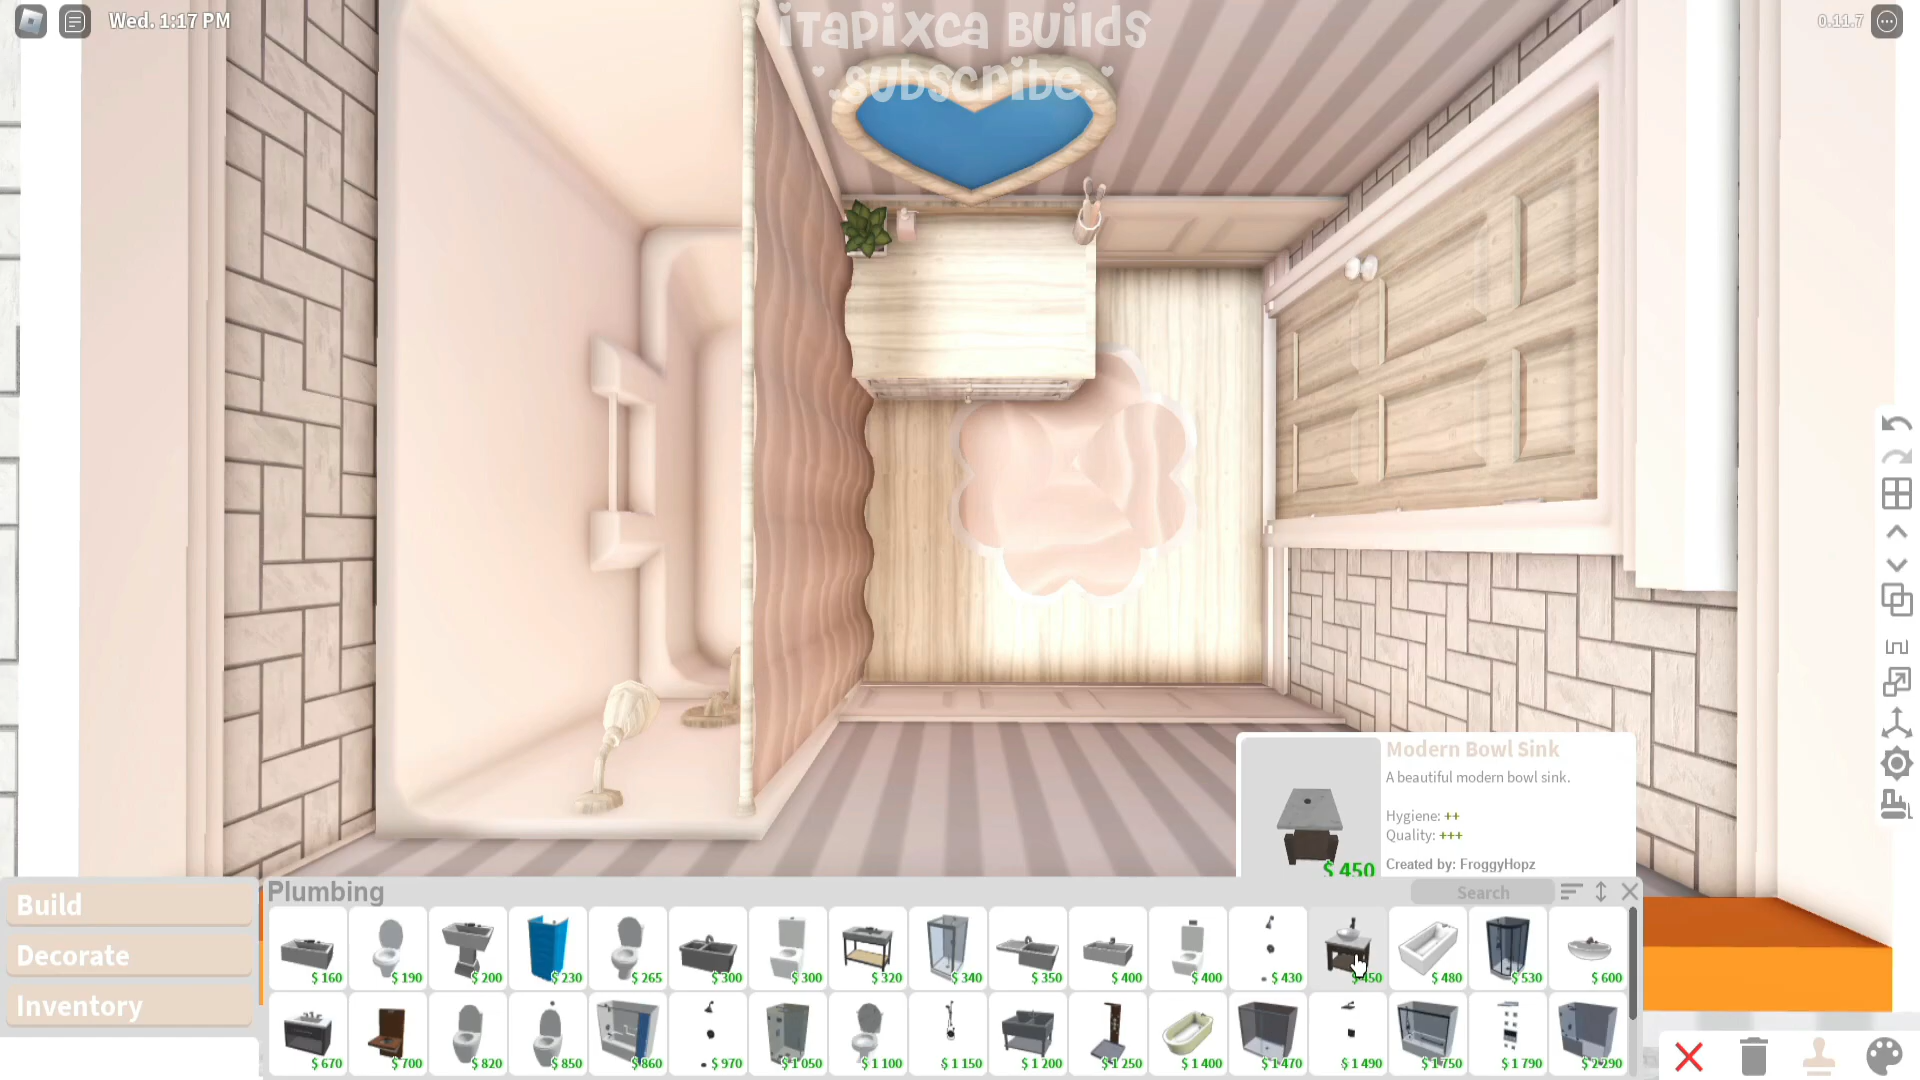 Wed. 1:17 PM
iTapixca Builds
subscribe
0.11.7
Modern Bowl Sink
A beautiful modern bowl sink.
Hygiene: ++
Quality: +++
Created by: FroggyHopz
$ 450
Build
Decorate
Inventory
Plumbing
Search
$ 160 $ 190 $ 200 $ 230 $ 265 $ 300 $ 300 $ 320 $ 340 $ 350 $ 400 $ 400 $ 430 $ 450 $ 480 $ 530 $ 600
$ 670 $ 700 $ 820 $ 850 $ 860 $ 970 $ 1 050 $ 1 100 $ 1 150 $ 1 200 $ 1 250 $ 1 400 $ 1 470 $ 1 490 $ 1 750 $ 1 790 $ 2 290